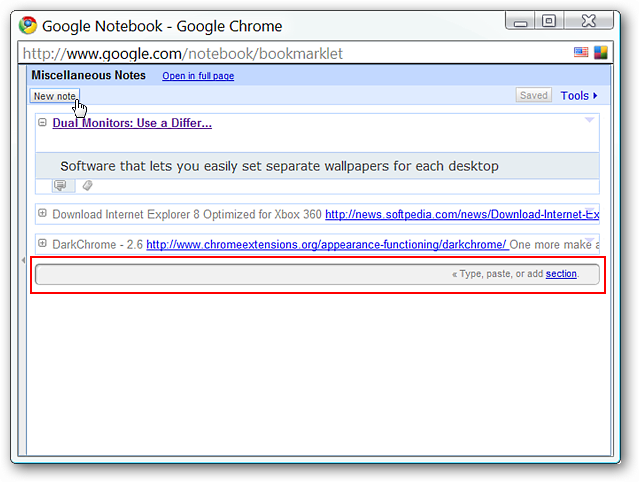 Google Notebook - Google Chrome
http://www.google.com/notebook/bookmarklet
Miscellaneous Notes Open in full page
New note Saved Tools
Dual Monitors: Use a Differ...
Software that lets you easily set separate wallpapers for each desktop
Download Internet Explorer 8 Optimized for Xbox 360 http://news.softpedia.com/news/Download-Internet-Ex
DarkChrome - 2.6 http://www.chromeextensions.org/appearance-functioning/darkchrome/ One more make a
« Type, paste, or add section.